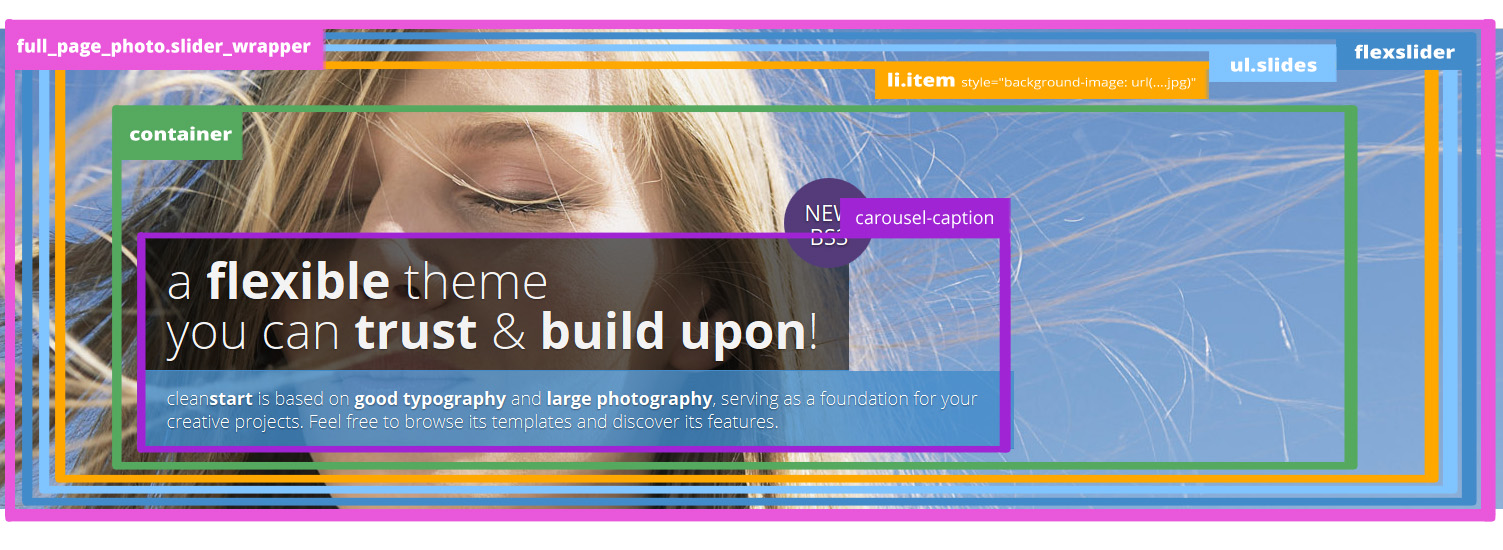 full_page_photo.slider_wrapper
flexslider
ul.slides
li.item style="background-image: url(....jpg)"
container
NEW
BS3
carousel-caption
a flexible theme
you can trust & build upon!
cleanstart is based on good typography and large photography, serving as a foundation for your
creative projects. Feel free to browse its templates and discover its features.